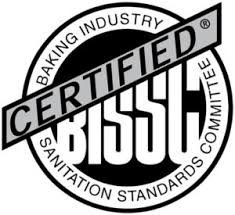 BAKING INDUSTRY
CERTIFIED®
BISSC
SANITATION STANDARDS COMMITTEE